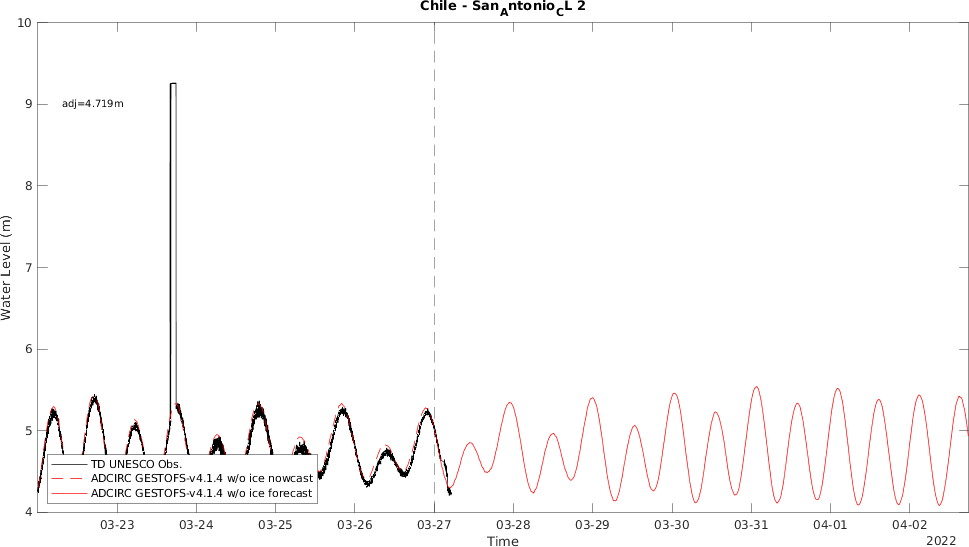 Chile - San_Antonio_CL 2
10
9
8
7
6
5
4
adj=4.719m
Water Level (m)
TD UNESCO Obs.
ADCIRC GESTOFS-v4.1.4 w/o ice nowcast
ADCIRC GESTOFS-v4.1.4 w/o ice forecast
03-23
03-24
03-25
03-26
03-27
03-28
03-29
03-30
03-31
04-01
04-02
Time
2022